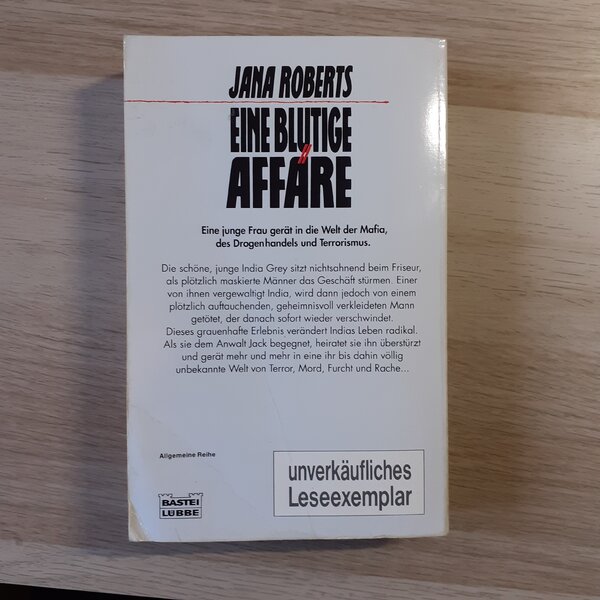 JANA ROBERTS
EINE BLUTIGE
AFFÄRE
Eine junge Frau gerät in die Welt der Mafia,
des Drogenhandels und Terrorismus.
Die schöne, junge India Grey sitzt nichtsahnend beim Friseur,
als plötzlich maskierte Männer das Geschäft stürmen. Einer
von ihnen vergewaltigt India, wird dann jedoch von einem
plötzlich auftauchenden, geheimnisvoll verkleideten Mann
getötet, der danach sofort wieder verschwindet.
Dieses grauenhafte Erlebnis verändert Indias Leben radikal.
Als sie dem Anwalt Jack begegnet, heiratet sie ihn überstürzt
und gerät mehr und mehr in eine ihr bis dahin völlig
unbekannte Welt von Terror, Mord, Furcht und Rache...
Allgemeine Reihe
BASTEI
LÜBBE
unverkäufliches
Leseexemplar